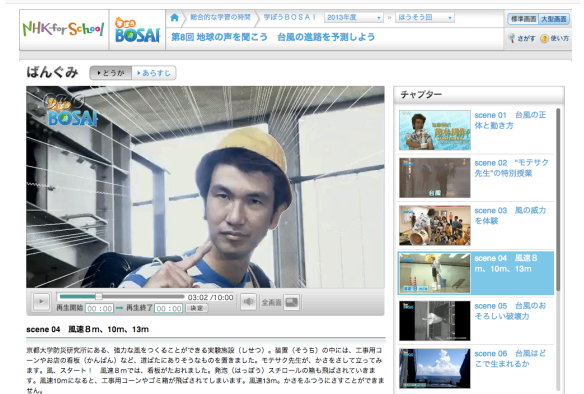 NHK for School
学ぼう
BOSAI
総合的な学習の時間
学ぼうBOSAI
2013年度
ほうそう回
標準画面
大型画面
第8回 地球の声を聞こう 台風の進路を予測しよう
さがす
使い方
ばんぐみ
どうが
あらすじ
BOSAI
03:02 /10:00
再生開始 00:00 → 再生終了 00:00 決定
全画面
チャプター
scene 01 台風の正
体と動き方
scene 02 "モテサク
先生"の特別授業
台風
scene 03 風の威力
を体験
scene 04 風速8
m、10m、13m
scene 05 台風のお
そろしい破壊力
scene 06 台風はど
こで生まれるか
scene 04 風速8m、10m、13m
京都大学防災研究所にある、強力な風をつくることができる実験施設(しせつ)。装置(そうち)の中には、工事用コ
ーンやお店の看板(かんばん)など、道ばたにありそうなものを置きました。モテサク先生が、かさをさして立ってみ
ます。風、スタート! 風速8mでは、看板がたおれました。発泡(はっぽう)スチロールの箱も飛ばされていきま
す。風速10mになると、工事用コーンやゴミ箱が飛ばされてしまいます。風速13m。かさをふつうにさすことができま
せん。